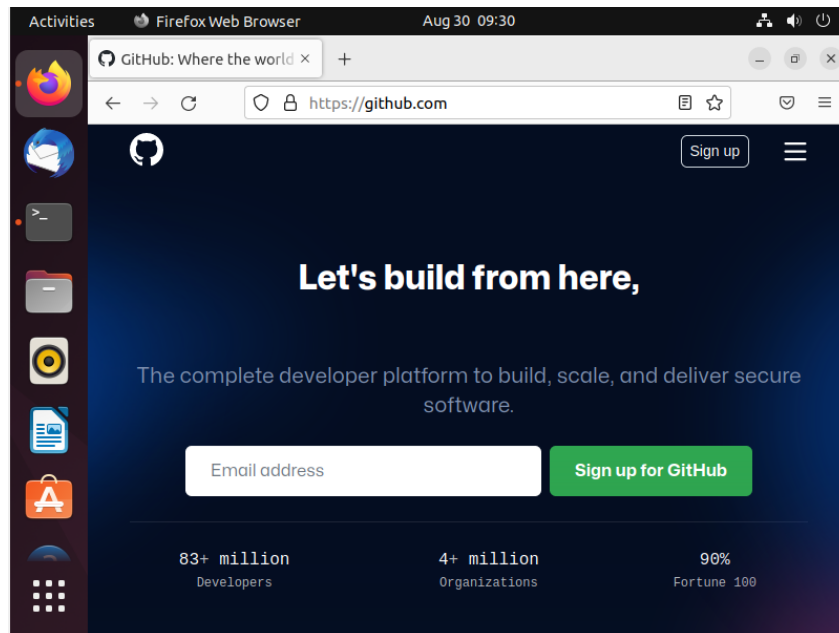 Activities Firefox Web Browser Aug 30 09:30
GitHub: Where the world
https://github.com
Sign up
Let's build from here,
The complete developer platform to build, scale, and deliver secure
software.
Email address Sign up for GitHub
83+ million 4+ million 90%
Developers Organizations Fortune 100